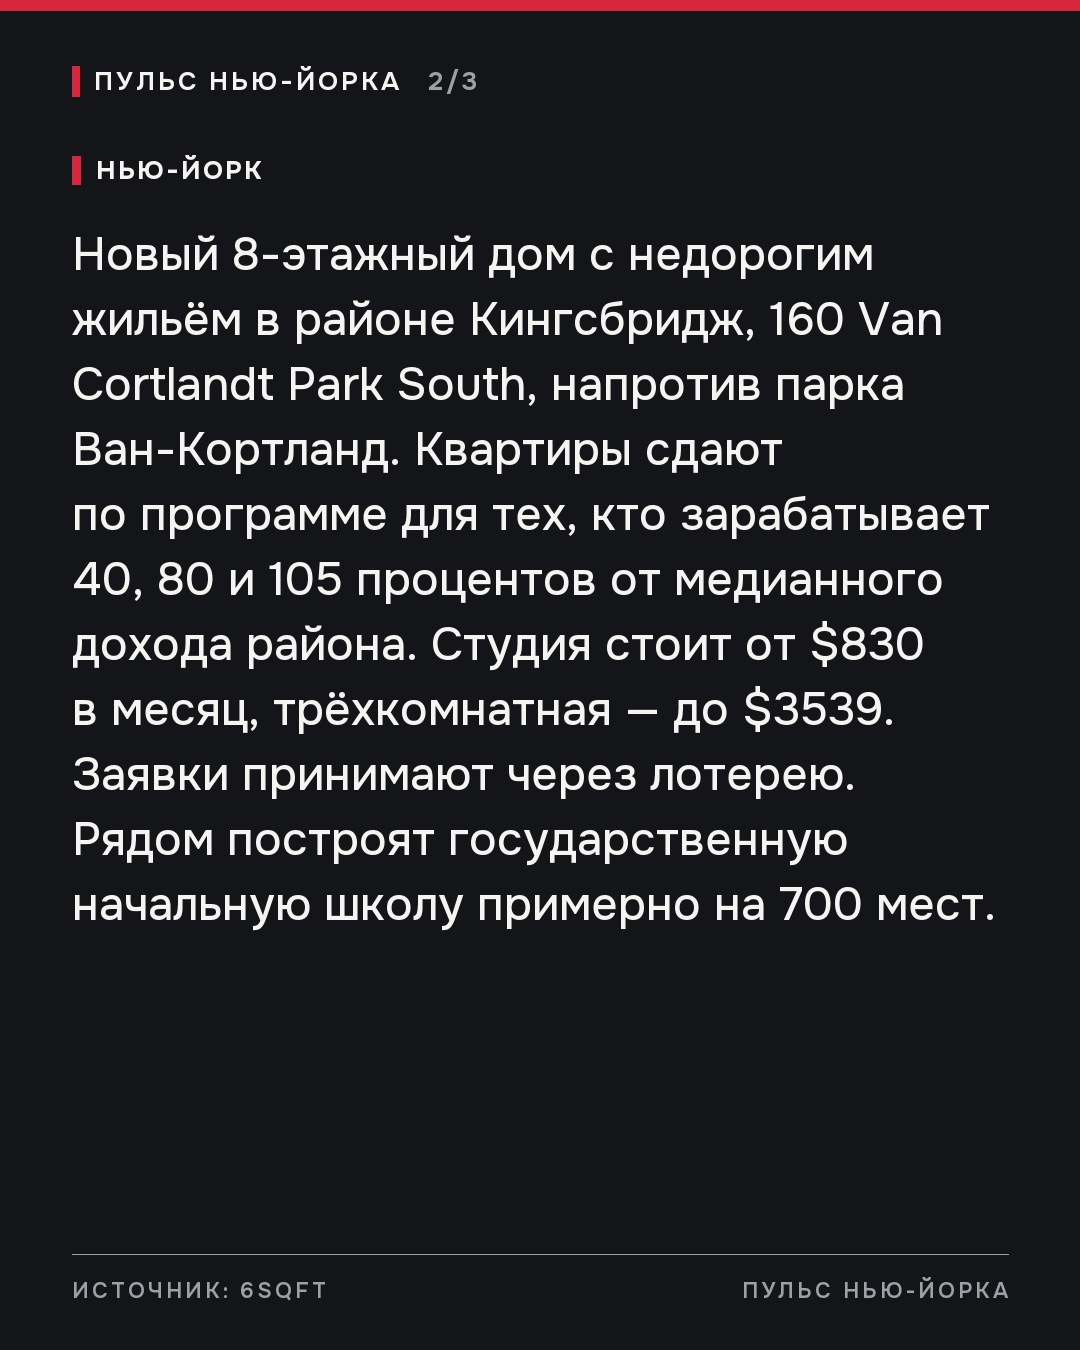 ПУЛЬС НЬЮ-ЙОРКА 2/3
НЬЮ-ЙОРК
Новый 8-этажный дом с недорогим
жильём в районе Кингсбридж, 160 Van
Cortlandt Park South, напротив парка
Ван-Кортланд. Квартиры сдают
по программе для тех, кто зарабатывает
40, 80 и 105 процентов от медианного
дохода района. Студия стоит от $830
в месяц, трёхкомнатная — до $3539.
Заявки принимают через лотерею.
Рядом построят государственную
начальную школу примерно на 700 мест.
ИСТОЧНИК: 6SQFT
ПУЛЬС НЬЮ-ЙОРКА